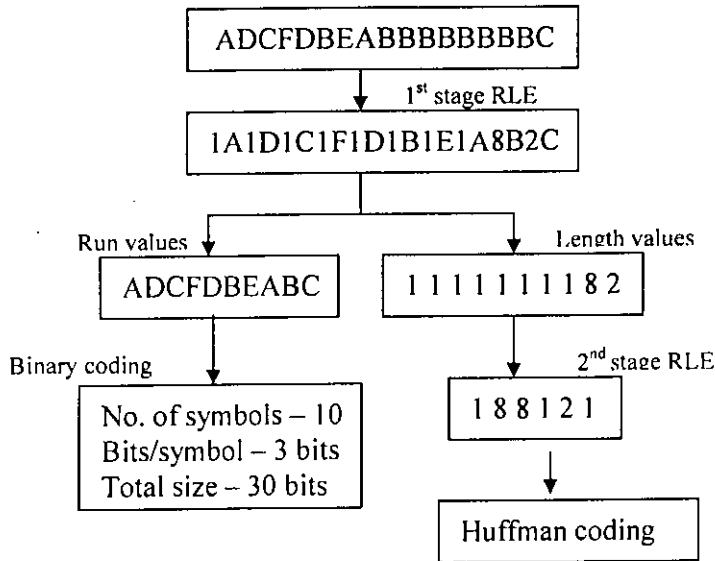 ADCFDBEABBBBBBBBBC
1st stage RLE
1A1D1C1F1D1B1E1A8B2C
Run values
Length values
ADCFDBEABC
1 1 1 1 1 1 1 1 8 2
Binary coding
2nd stage RLE
No. of symbols – 10
Bits/symbol – 3 bits
Total size – 30 bits
1 8 8 1 2 1
Huffman coding